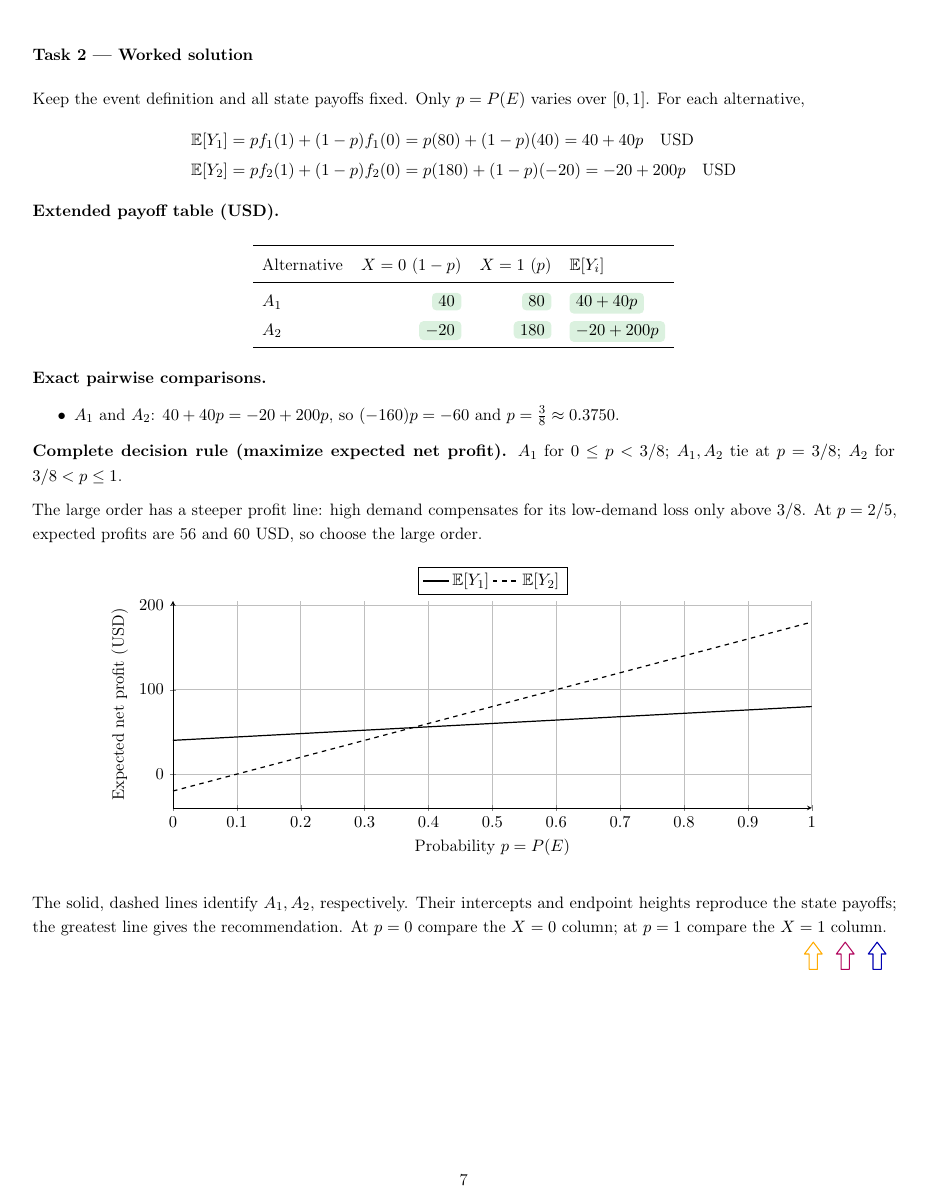 Task 2 — Worked solution
Keep the event definition and all state payoffs fixed. Only p = P(E) varies over [0, 1]. For each alternative,
𝔼[Y₁] = pf₁(1) + (1 − p)f₁(0) = p(80) + (1 − p)(40) = 40 + 40p USD
𝔼[Y₂] = pf₂(1) + (1 − p)f₂(0) = p(180) + (1 − p)(−20) = −20 + 200p USD
Extended payoff table (USD).
Alternative X = 0 (1 − p) X = 1 (p) 𝔼[Yᵢ]
A₁ 40 80 40 + 40p
A₂ −20 180 −20 + 200p
Exact pairwise comparisons.
• A₁ and A₂: 40 + 40p = −20 + 200p, so (−160)p = −60 and p = 3/8 ≈ 0.3750.
Complete decision rule (maximize expected net profit). A₁ for 0 ≤ p < 3/8; A₁, A₂ tie at p = 3/8; A₂ for
3/8 < p ≤ 1.
The large order has a steeper profit line: high demand compensates for its low-demand loss only above 3/8. At p = 2/5,
expected profits are 56 and 60 USD, so choose the large order.
𝔼[Y₁] 𝔼[Y₂]
Expected net profit (USD)
200
100
0
0 0.1 0.2 0.3 0.4 0.5 0.6 0.7 0.8 0.9 1
Probability p = P(E)
The solid, dashed lines identify A₁, A₂, respectively. Their intercepts and endpoint heights reproduce the state payoffs;
the greatest line gives the recommendation. At p = 0 compare the X = 0 column; at p = 1 compare the X = 1 column.
7